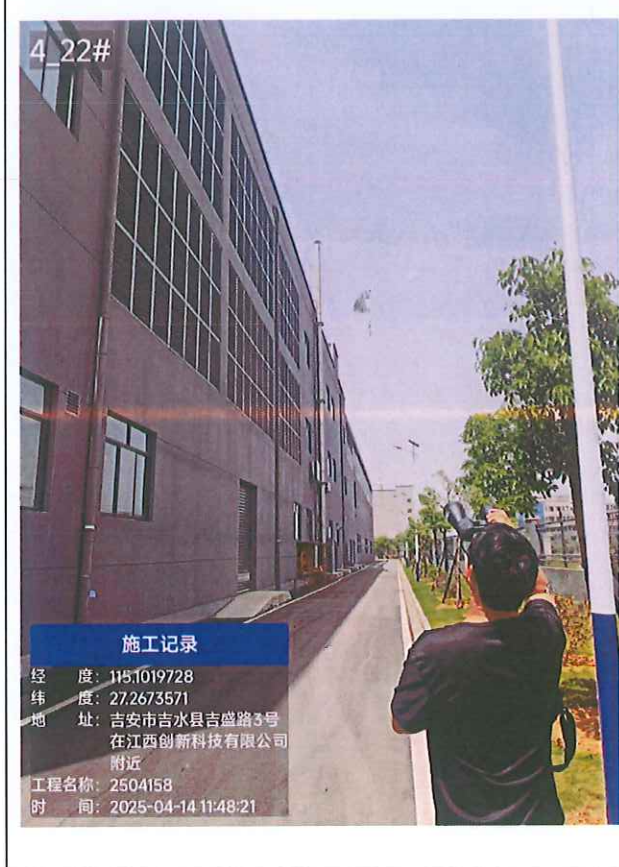 4_22#
施工记录
经 度：115.1019728
纬 度：27.2673571
地 址：吉安市吉水县吉盛路3号
在江西创新科技有限公司
附近
工程名称：2504158
时 间：2025-04-14 11:48:21